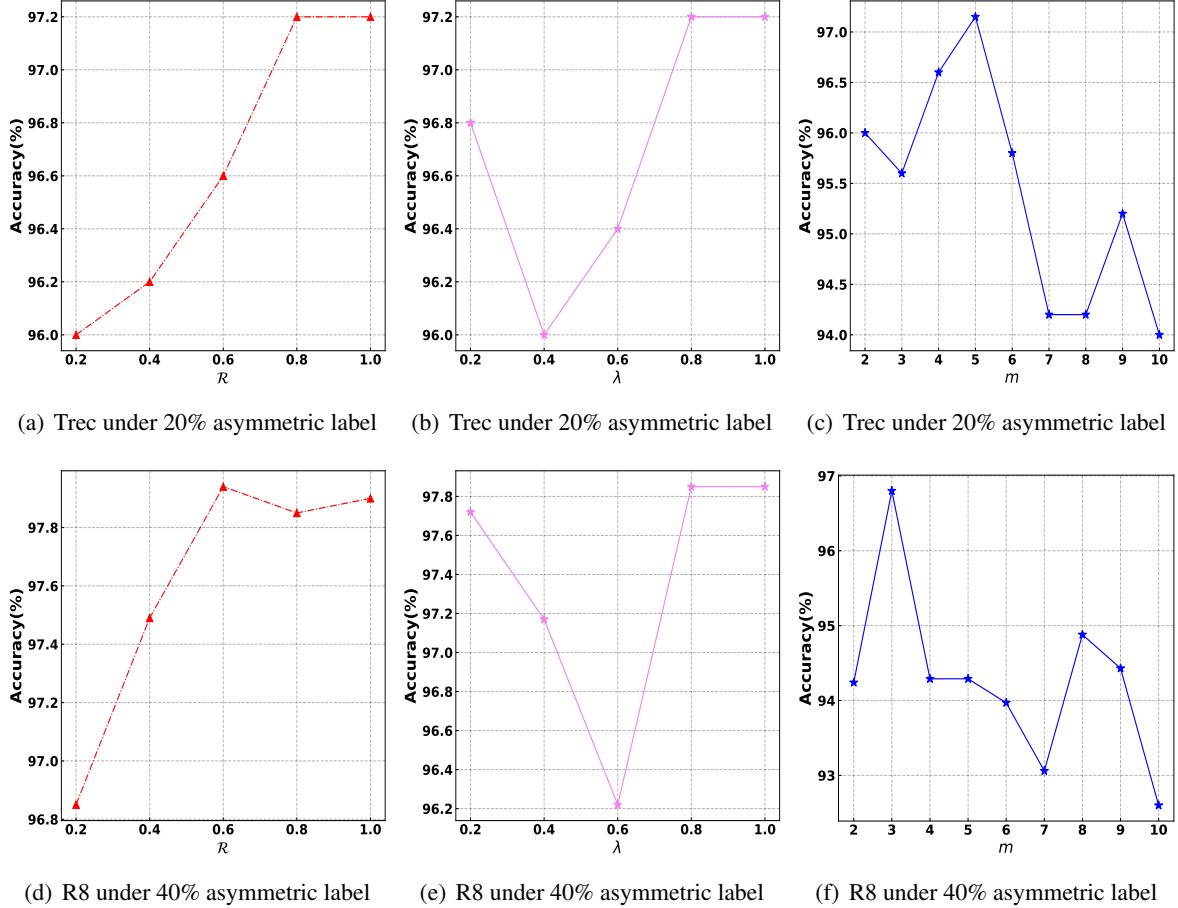 97.2
97.0
96.8
96.6
96.4
96.2
96.0
Accuracy(%)
0.2 0.4 0.6 0.8 1.0
ℛ
(a) Trec under 20% asymmetric label
97.2
97.0
96.8
96.6
96.4
96.2
96.0
Accuracy(%)
0.2 0.4 0.6 0.8 1.0
λ
(b) Trec under 20% asymmetric label
97.0
96.5
96.0
95.5
95.0
94.5
94.0
Accuracy(%)
2 3 4 5 6 7 8 9 10
m
(c) Trec under 20% asymmetric label
97.8
97.6
97.4
97.2
97.0
96.8
Accuracy(%)
0.2 0.4 0.6 0.8 1.0
ℛ
(d) R8 under 40% asymmetric label
97.8
97.6
97.4
97.2
97.0
96.8
96.6
96.4
96.2
Accuracy(%)
0.2 0.4 0.6 0.8 1.0
λ
(e) R8 under 40% asymmetric label
97
96
95
94
93
Accuracy(%)
2 3 4 5 6 7 8 9 10
m
(f) R8 under 40% asymmetric label